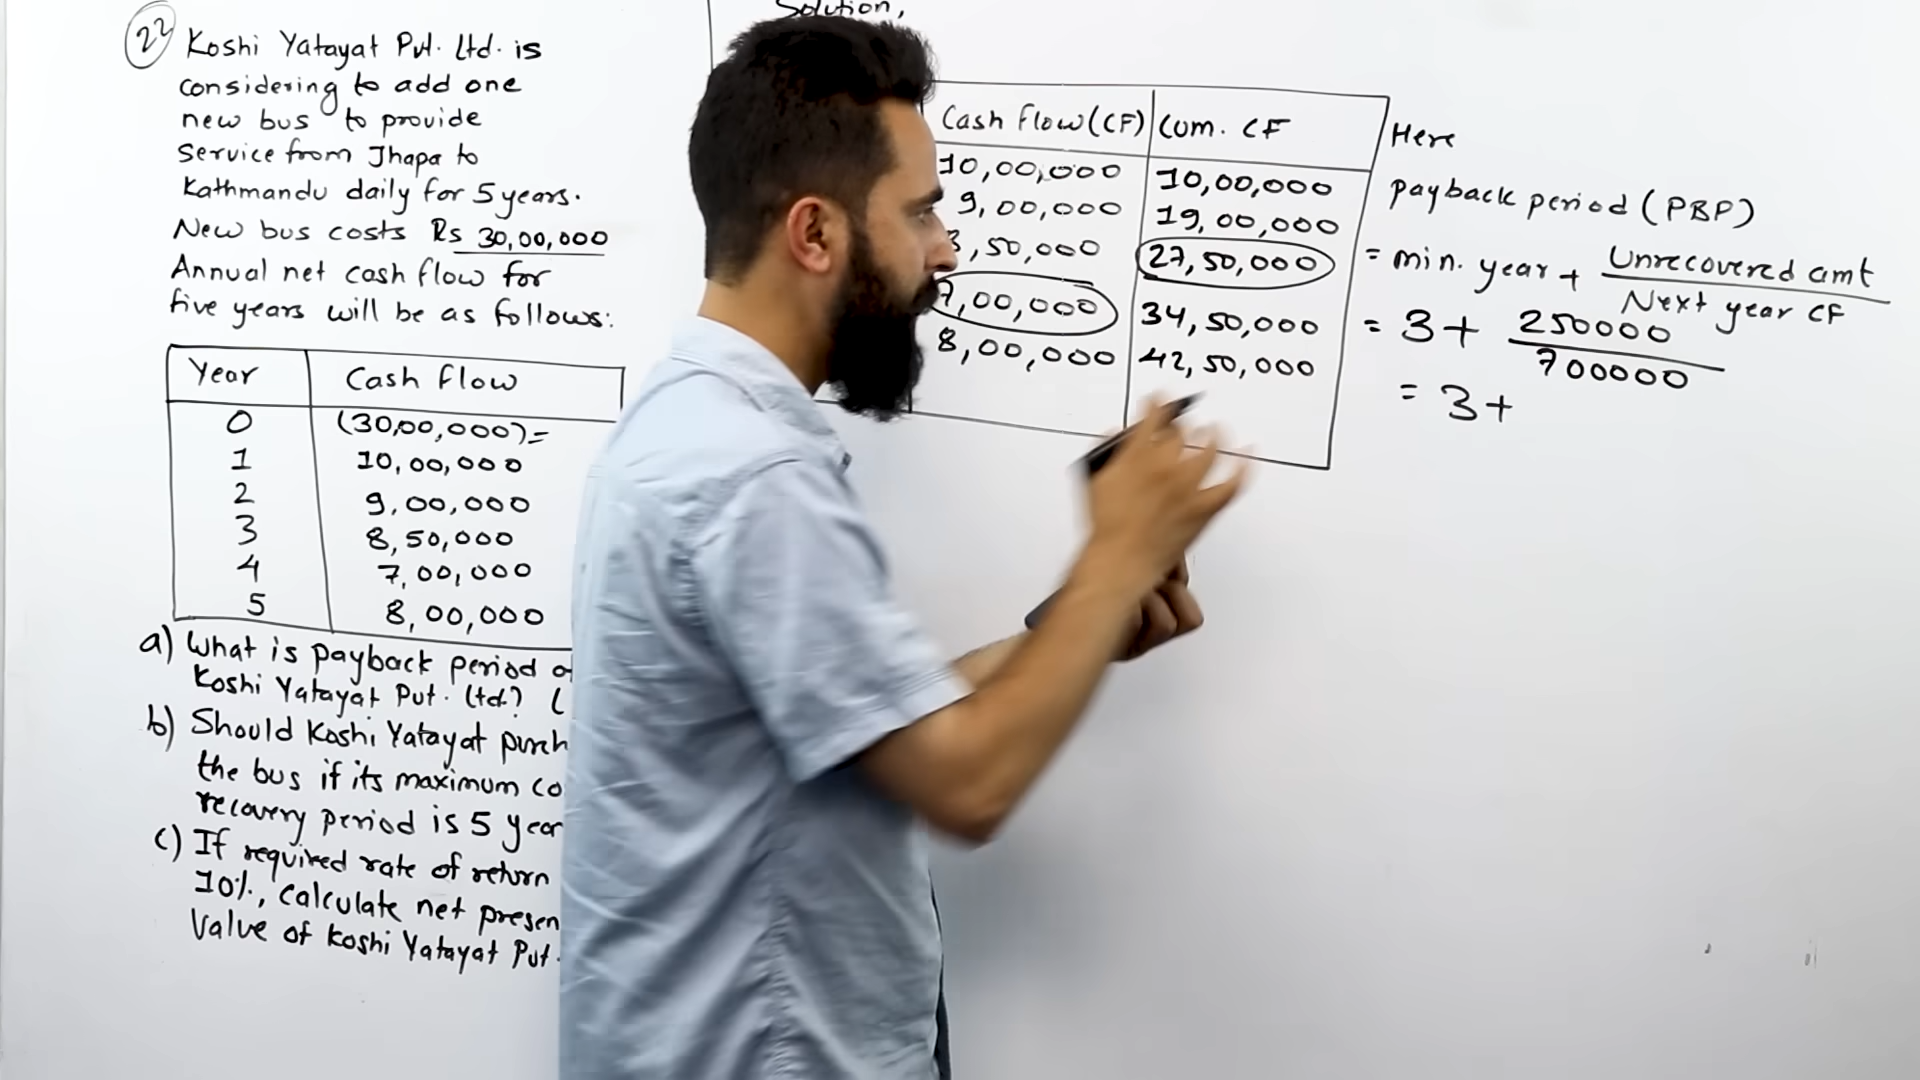 Solution,
22
Koshi Yatayat Pvt. Ltd. is
considering to add one
new bus to provide
service from Jhapa to
Kathmandu daily for 5 years.
New bus costs Rs 30,00,000
Annual net cash flow for
five years will be as follows:
Year Cash flow
0 (30,00,000)=
1 10,00,000
2 9,00,000
3 8,50,000
4 7,00,000
5 8,00,000
a) What is payback period
Koshi Yatayat Pvt. Ltd.? (
b) Should Koshi Yatayat
the bus if its maximum
recovery period is 5
c) If required rate of return
10%, calculate net
Value of Koshi Yatayat Pvt.
Cash flow (CF) Cum. CF
10,00,000 10,00,000
9,00,000 19,00,000
,50,000 27,50,000
7,00,000 34,50,000
8,00,000 42,50,000
Here
payback period (PBP)
= min. year + Unrecovered amt
Next year CF
= 3 + 250000
700000
= 3 +